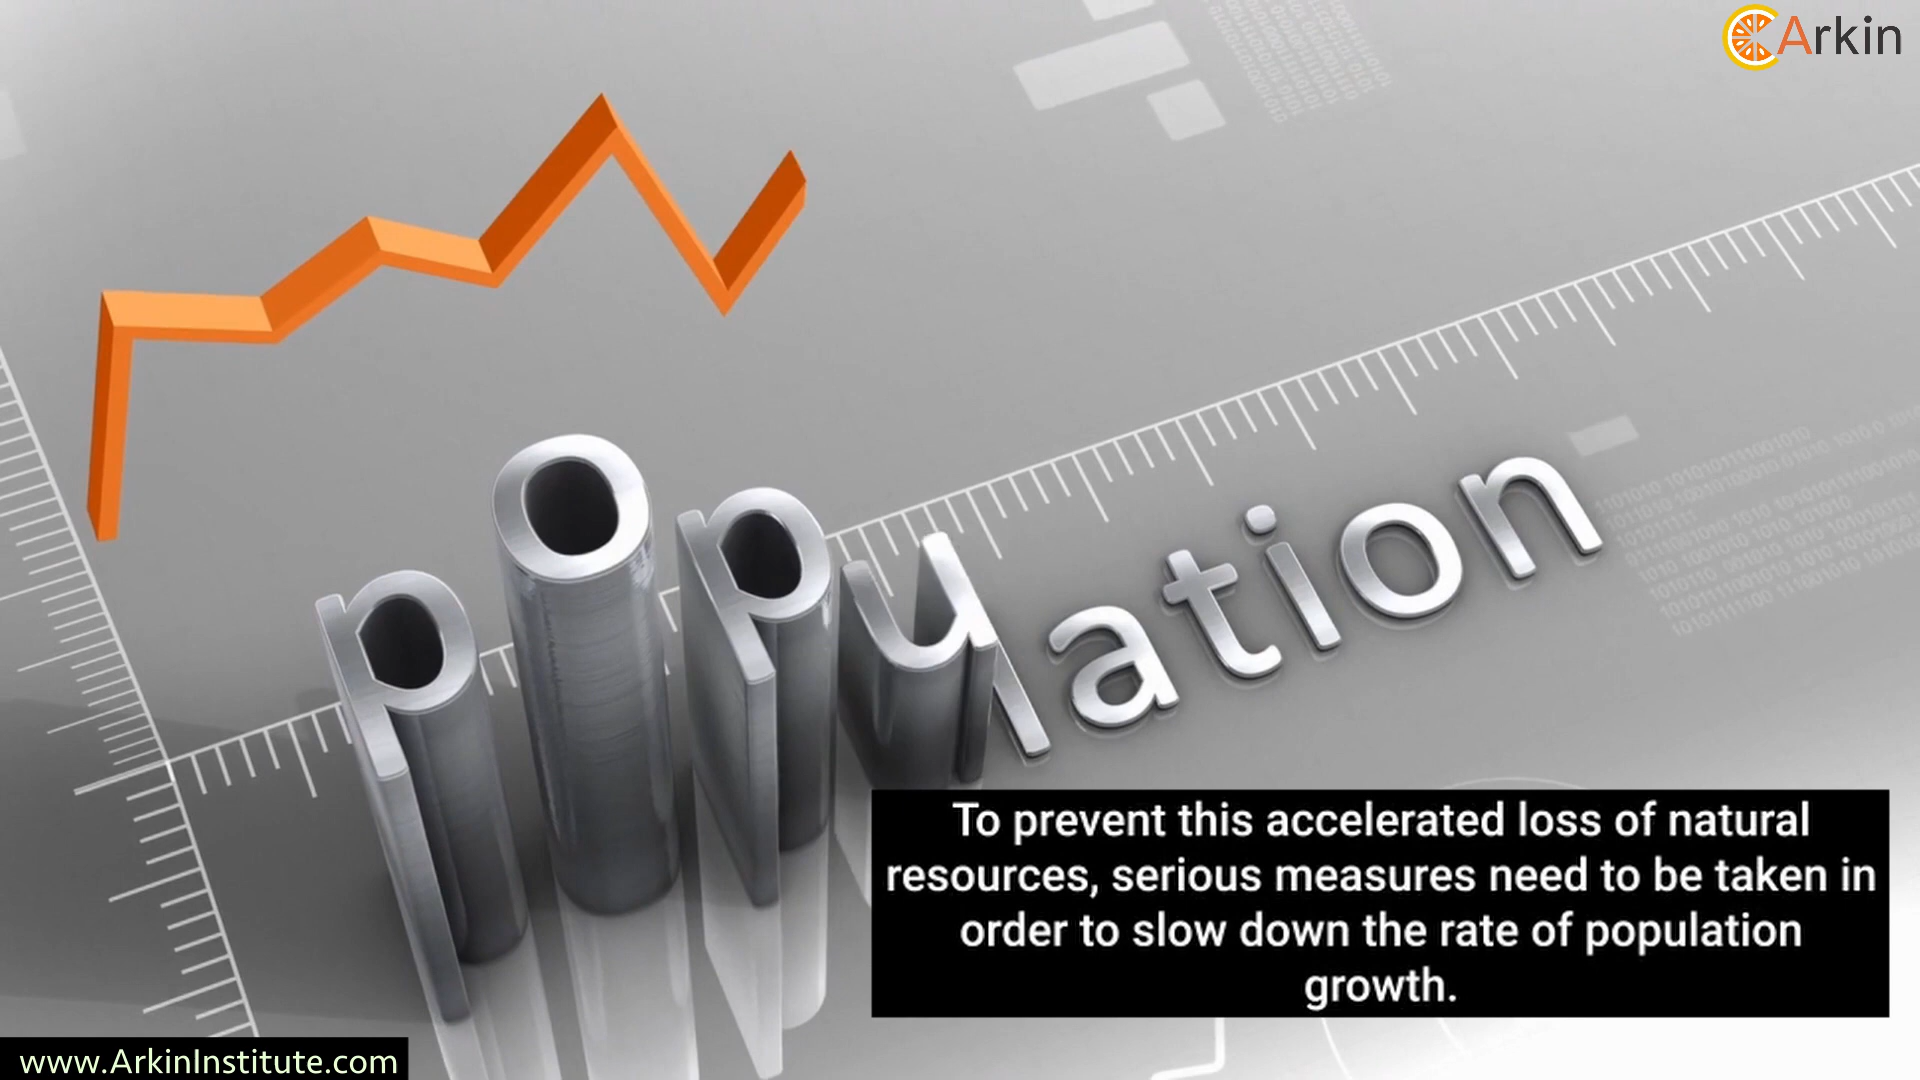 Arkin
population
To prevent this accelerated loss of natural
resources, serious measures need to be taken in
order to slow down the rate of population
growth.
www.ArkinInstitute.com